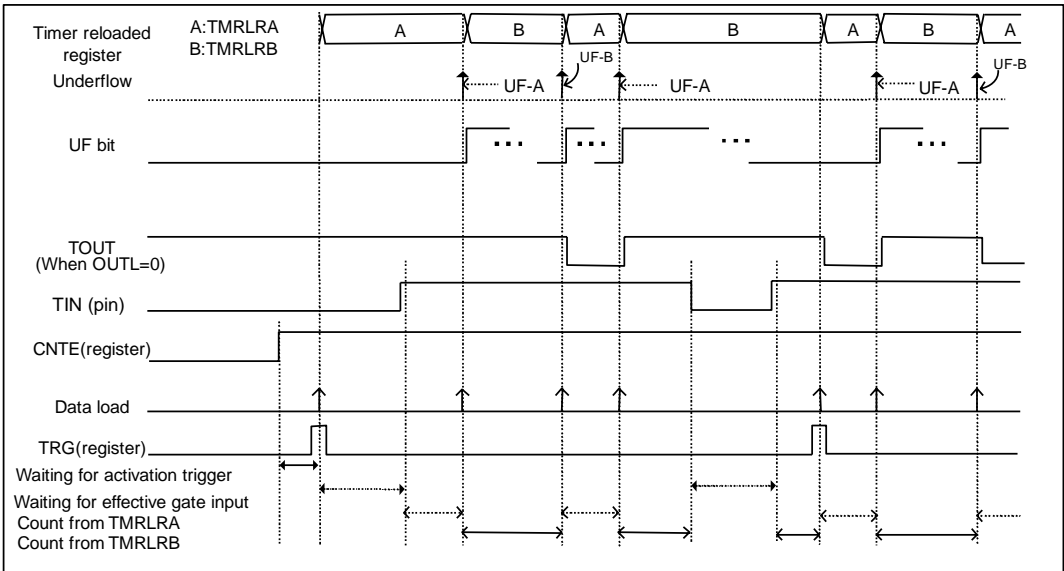 Timer reloaded
register
A:TMRLRA
B:TMRLRB
A B A B A B A
Underflow
UF-A UF-B UF-A UF-A UF-B
UF bit
... ... ... ...
TOUT
(When OUTL=0)
TIN (pin)
CNTE(register)
Data load
TRG(register)
Waiting for activation trigger
Waiting for effective gate input
Count from TMRLRA
Count from TMRLRB